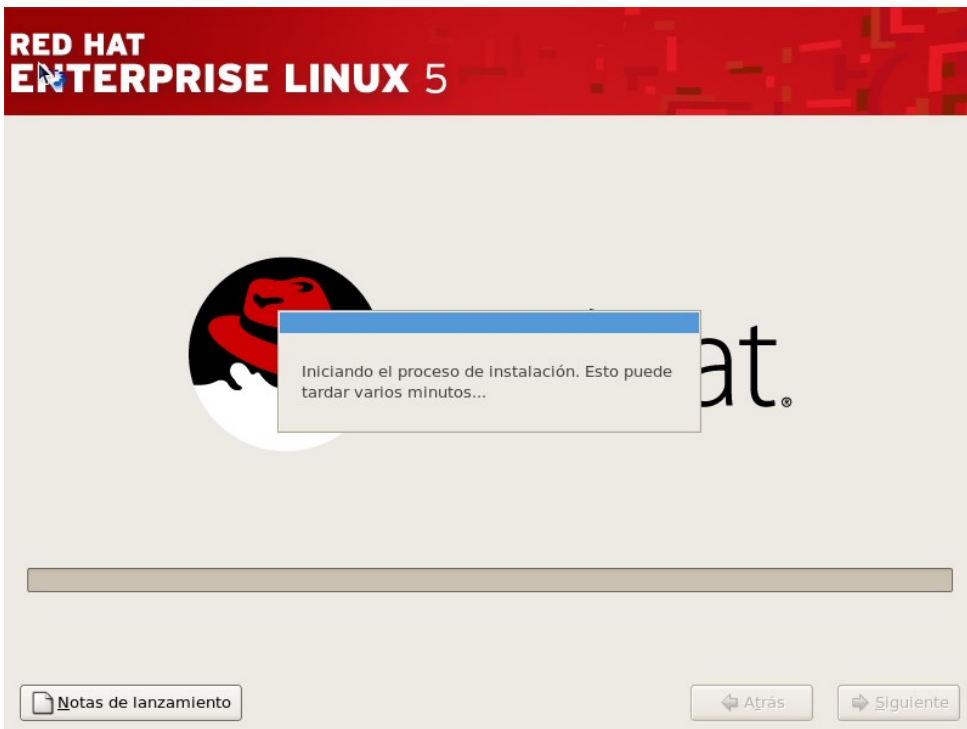 RED HAT
ENTERPRISE LINUX 5
Iniciando el proceso de instalación. Esto puede
tardar varios minutos...
at.®
Notas de lanzamiento
Atrás
Siguiente